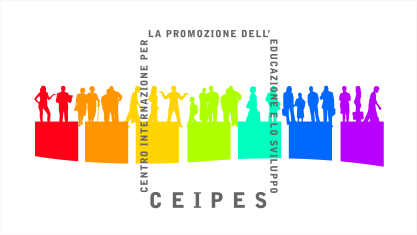 CENTRO INTERNAZIONE PER
LA PROMOZIONE DELL'
EDUCAZIONE E LO SVILUPPO
CEIPES